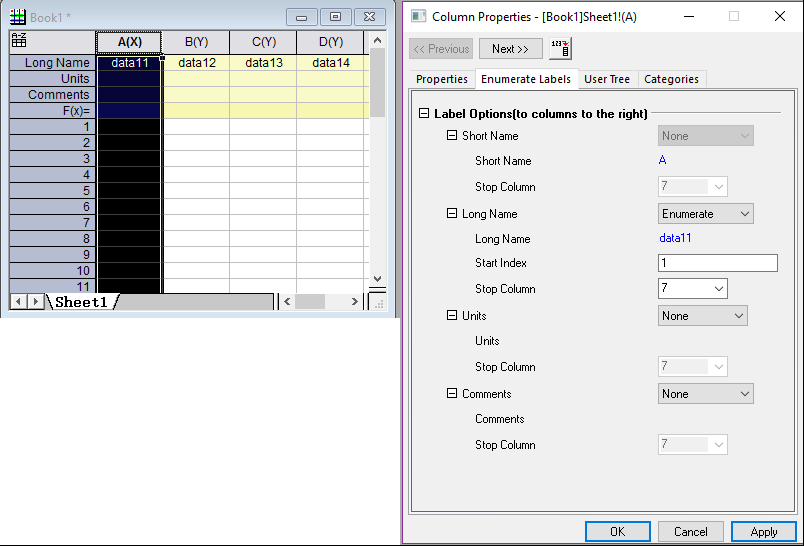 Book1 *
A(X) B(Y) C(Y) D(Y)
Long Name data11 data12 data13 data14
Units
Comments
F(x)=
1
2
3
4
5
6
7
8
9
10
11
Sheet1
Column Properties - [Book1]Sheet1!(A)
<< Previous Next >> 123
Properties Enumerate Labels User Tree Categories
Label Options(to columns to the right)
Short Name None
Short Name A
Stop Column 7
Long Name Enumerate
Long Name data11
Start Index 1
Stop Column 7
Units None
Units
Stop Column 7
Comments None
Comments
Stop Column 7
OK Cancel Apply